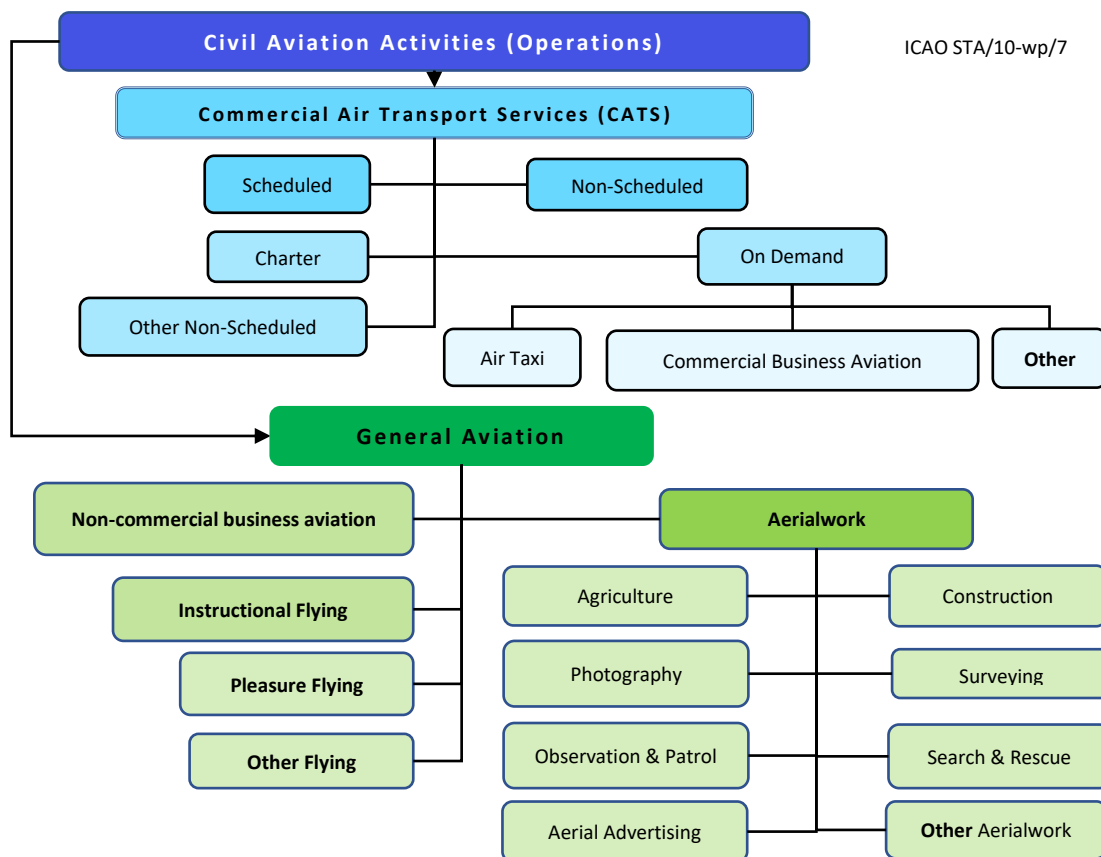 Civil Aviation Activities (Operations)
ICAO STA/10-wp/7
Commercial Air Transport Services (CATS)
Scheduled
Non-Scheduled
Charter
On Demand
Other Non-Scheduled
Air Taxi
Commercial Business Aviation
Other
General Aviation
Non-commercial business aviation
Aerialwork
Instructional Flying
Pleasure Flying
Other Flying
Agriculture
Construction
Photography
Surveying
Observation & Patrol
Search & Rescue
Aerial Advertising
Other Aerialwork